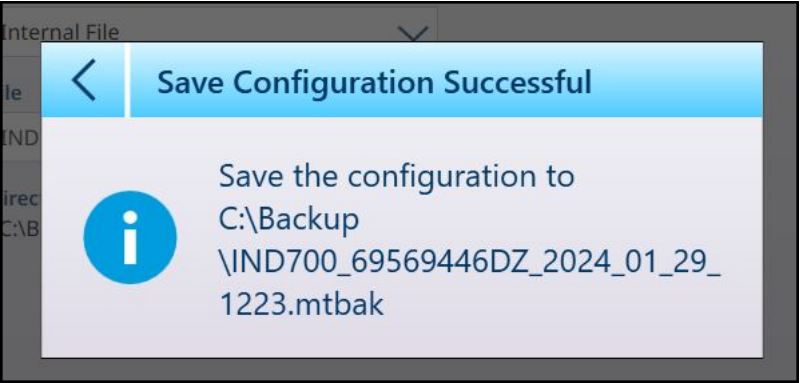 Internal File
Save Configuration Successful
le
IND
Save the configuration to
irec
C:\Backup
C:\B
\IND700_69569446DZ_2024_01_29_
1223.mtbak